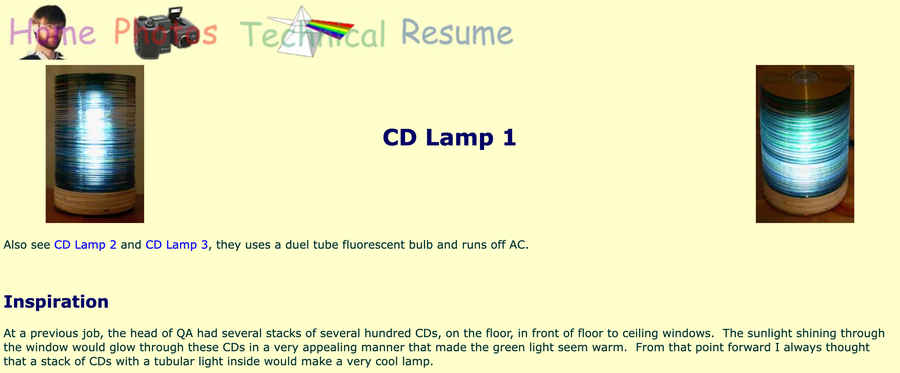 Home Photos Technical Resume
CD Lamp 1
Also see CD Lamp 2 and CD Lamp 3, they uses a duel tube fluorescent bulb and runs off AC.
Inspiration
At a previous job, the head of QA had several stacks of several hundred CDs, on the floor, in front of floor to ceiling windows.  The sunlight shining through
the window would glow through these CDs in a very appealing manner that made the green light seem warm.  From that point forward I always thought
that a stack of CDs with a tubular light inside would make a very cool lamp.